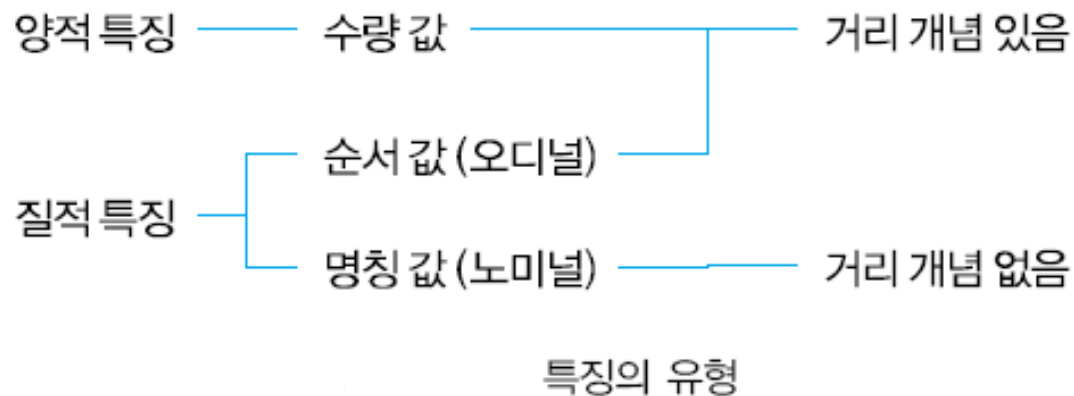 양적 특징 수량 값 거리 개념 있음
순서 값 (오디널)
질적 특징
명칭 값 (노미널) 거리 개념 없음
특징의 유형